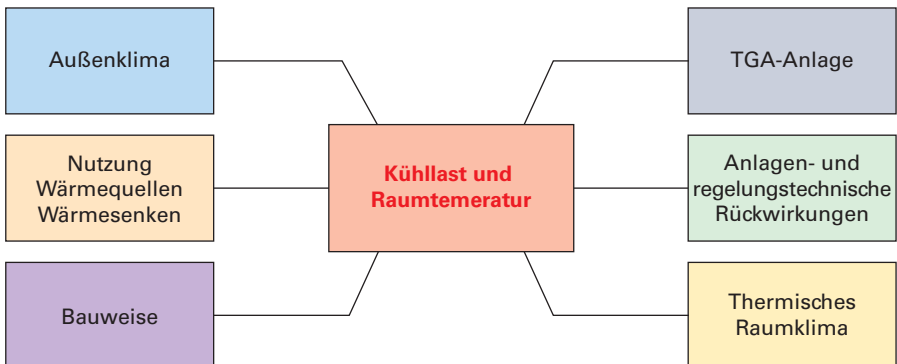 Außenklima
Nutzung
Wärmequellen
Wärmesenken
Bauweise
Kühllast und
Raumtemeratur
TGA-Anlage
Anlagen- und
regelungstechnische
Rückwirkungen
Thermisches
Raumklima